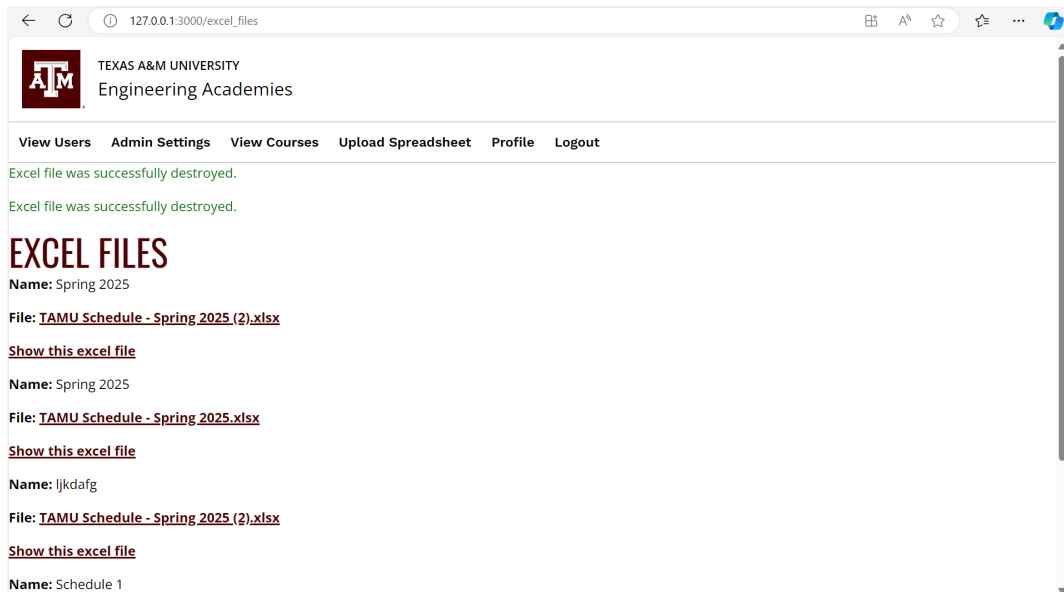 127.0.0.1:3000/excel_files
TEXAS A&M UNIVERSITY
Engineering Academies
View Users Admin Settings View Courses Upload Spreadsheet Profile Logout
Excel file was successfully destroyed.
Excel file was successfully destroyed.
EXCEL FILES
Name: Spring 2025
File: TAMU Schedule - Spring 2025 (2).xlsx
Show this excel file
Name: Spring 2025
File: TAMU Schedule - Spring 2025.xlsx
Show this excel file
Name: ljkdafg
File: TAMU Schedule - Spring 2025 (2).xlsx
Show this excel file
Name: Schedule 1